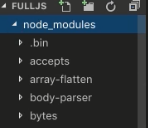 FULLJS
node_modules
.bin
accepts
array-flatten
body-parser
bytes